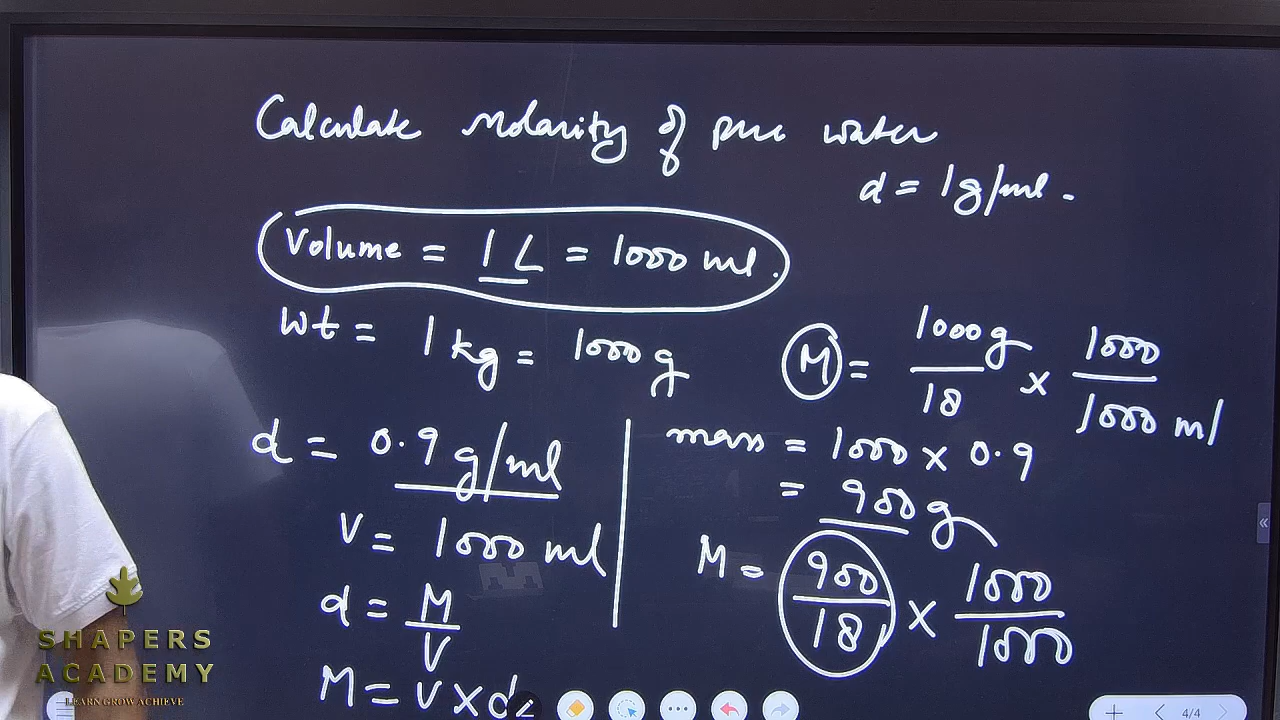 Calculate Molarity of pure water
d = 1g/ml.
Volume = 1 L = 1000 ml.
wt = 1 kg = 1000 g
M = 1000g/18 × 1000/1000 ml
d = 0.9 g/ml
V = 1000 ml
d = M/V
M = V × d
mass = 1000 × 0.9
= 900g
M = 900/18 × 1000/1000
SHAPERS
ACADEMY
LEARN GROW ACHIEVE
4/4